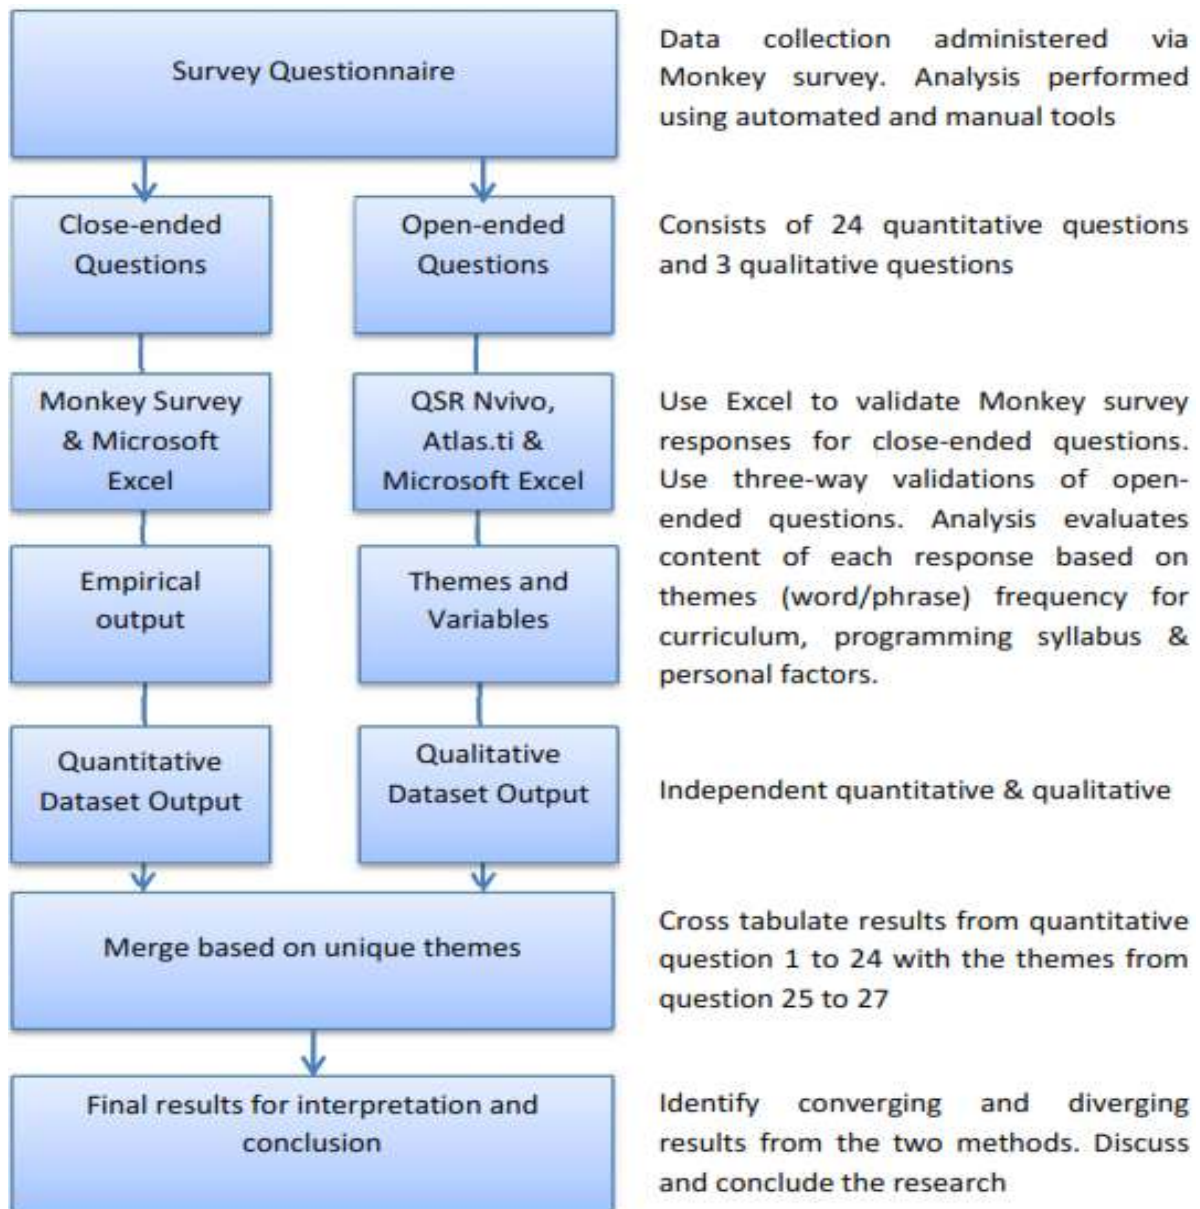 Survey Questionnaire
Data collection administered via
Monkey survey. Analysis performed
using automated and manual tools
Close-ended
Questions
Open-ended
Questions
Consists of 24 quantitative questions
and 3 qualitative questions
Monkey Survey
& Microsoft
Excel
QSR Nvivo,
Atlas.ti &
Microsoft Excel
Use Excel to validate Monkey survey
responses for close-ended questions.
Use three-way validations of open-
ended questions. Analysis evaluates
content of each response based on
themes (word/phrase) frequency for
curriculum, programming syllabus &
personal factors.
Empirical
output
Themes and
Variables
Quantitative
Dataset Output
Qualitative
Dataset Output
Independent quantitative & qualitative
Merge based on unique themes
Cross tabulate results from quantitative
question 1 to 24 with the themes from
question 25 to 27
Final results for interpretation and
conclusion
Identify converging and diverging
results from the two methods. Discuss
and conclude the research